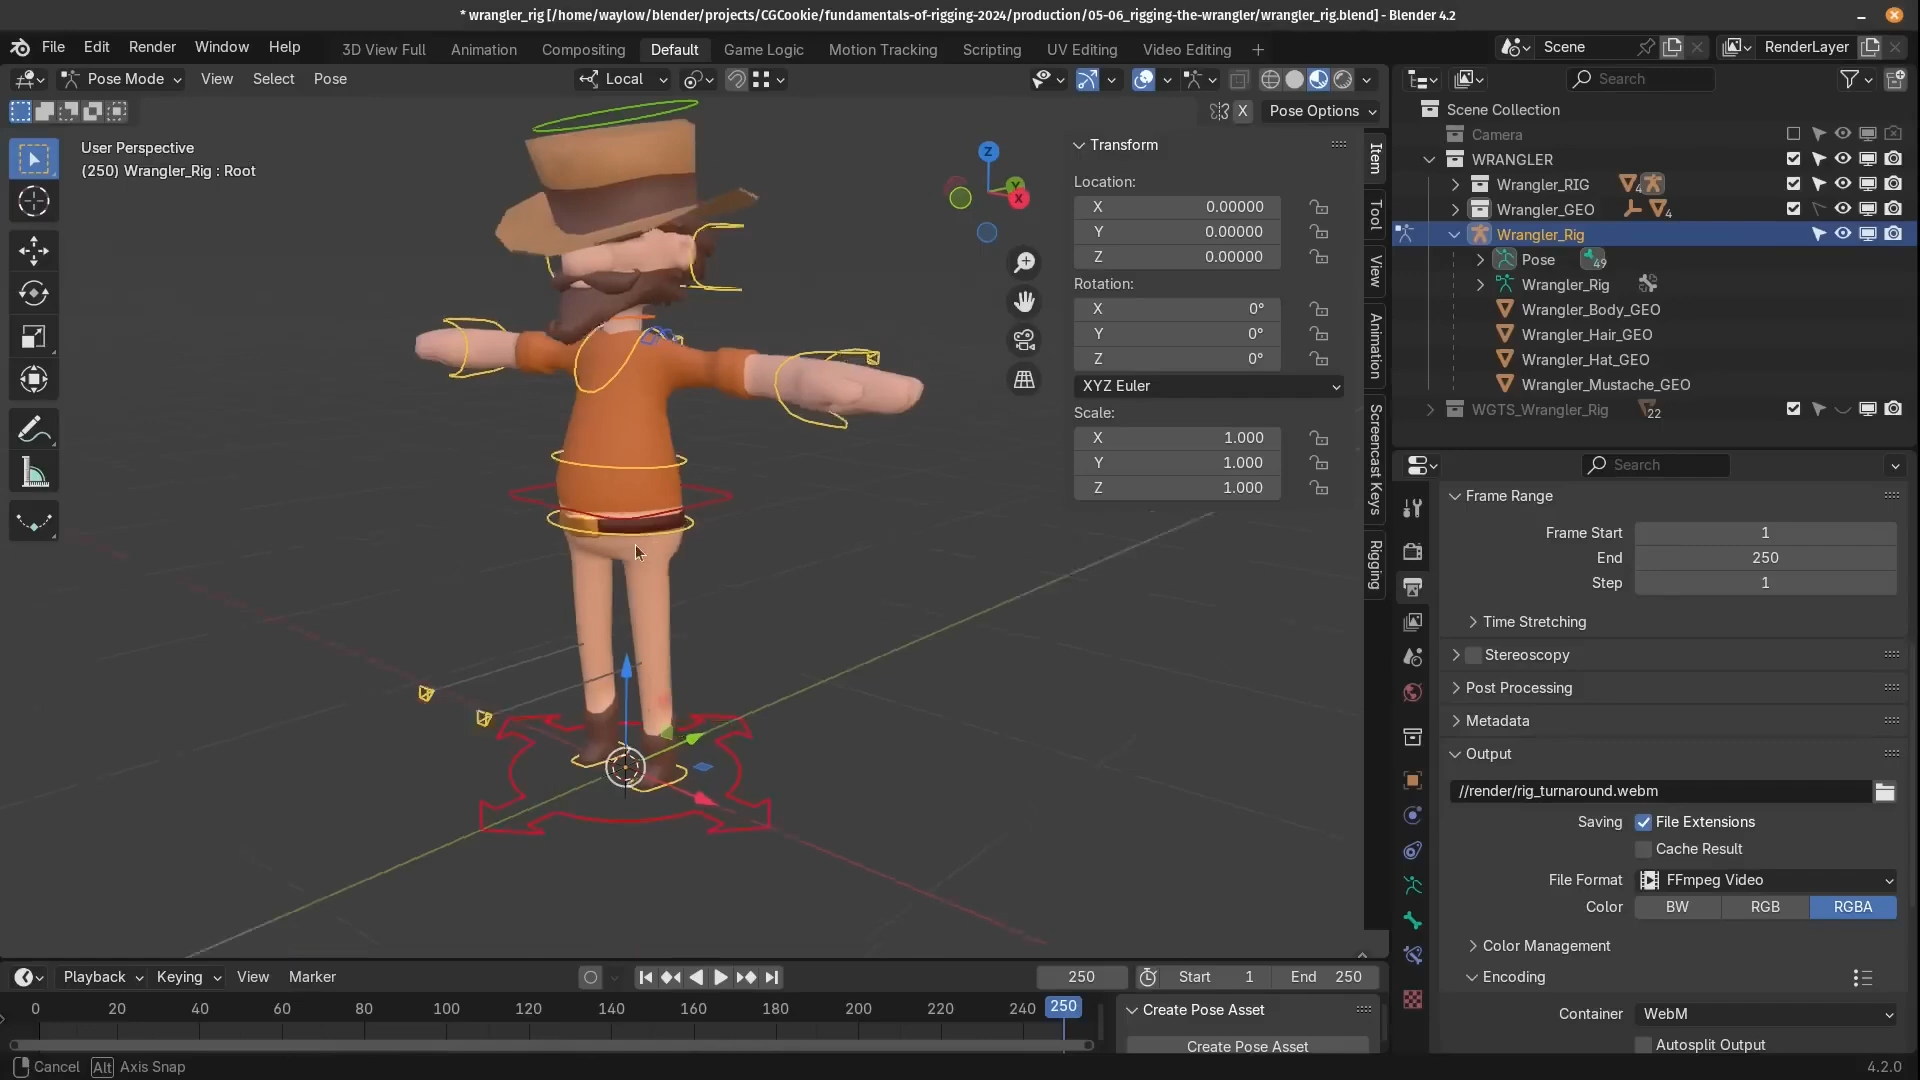 * wrangler_rig [/home/waylow/blender/projects/CGCookie/fundamentals-of-rigging-2024/production/05-06_rigging-the-wrangler/wrangler_rig.blend] - Blender 4.2
File Edit Render Window Help
3D View Full Animation Compositing Default Game Logic Motion Tracking Scripting UV Editing Video Editing +
Scene RenderLayer
Pose Mode View Select Pose Local
Search
X Pose Options
User Perspective
(250) Wrangler_Rig : Root
Z
Y
X
Transform
Location:
X 0.00000
Y 0.00000
Z 0.00000
Rotation:
X 0°
Y 0°
Z 0°
XYZ Euler
Scale:
X 1.000
Y 1.000
Z 1.000
Item
Tool
View
Animation
Screencast Keys
Rigging
Scene Collection
Camera
WRANGLER
Wrangler_RIG 4
Wrangler_GEO 4
Wrangler_Rig
Pose 49
Wrangler_Rig
Wrangler_Body_GEO
Wrangler_Hair_GEO
Wrangler_Hat_GEO
Wrangler_Mustache_GEO
WGTS_Wrangler_Rig 22
Search
Frame Range
Frame Start 1
End 250
Step 1
Time Stretching
Stereoscopy
Post Processing
Metadata
Output
//render/rig_turnaround.webm
Saving File Extensions
Cache Result
File Format FFmpeg Video
Color BW RGB RGBA
Color Management
Encoding
Container WebM
Autosplit Output
Playback Keying View Marker
250 Start 1 End 250
0 20 40 60 80 100 120 140 160 180 200 220 240 250
Create Pose Asset
Create Pose Asset
Cancel Alt Axis Snap
4.2.0